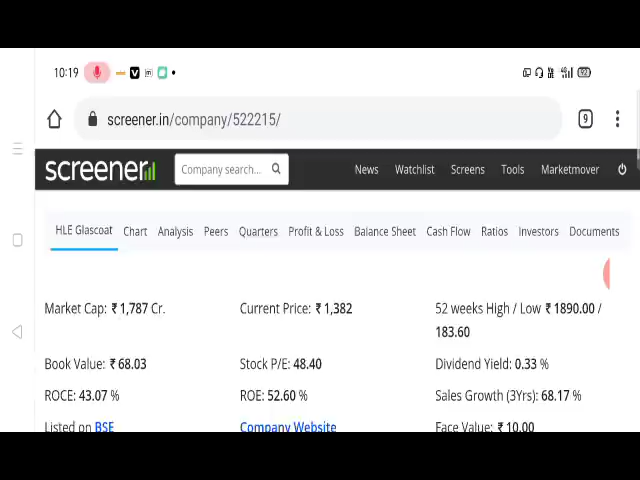 10:19
screener.in/company/522215/
9
screener
Company search...
News Watchlist Screens Tools Marketmover
HLE Glascoat Chart Analysis Peers Quarters Profit & Loss Balance Sheet Cash Flow Ratios Investors Documents
Market Cap: ₹ 1,787 Cr. Current Price: ₹ 1,382 52 weeks High / Low ₹ 1890.00 /
183.60
Book Value: ₹ 68.03 Stock P/E: 48.40 Dividend Yield: 0.33 %
ROCE: 43.07 % ROE: 52.60 % Sales Growth (3Yrs): 68.17 %
Listed on BSE Company Website Face Value: ₹ 10.00